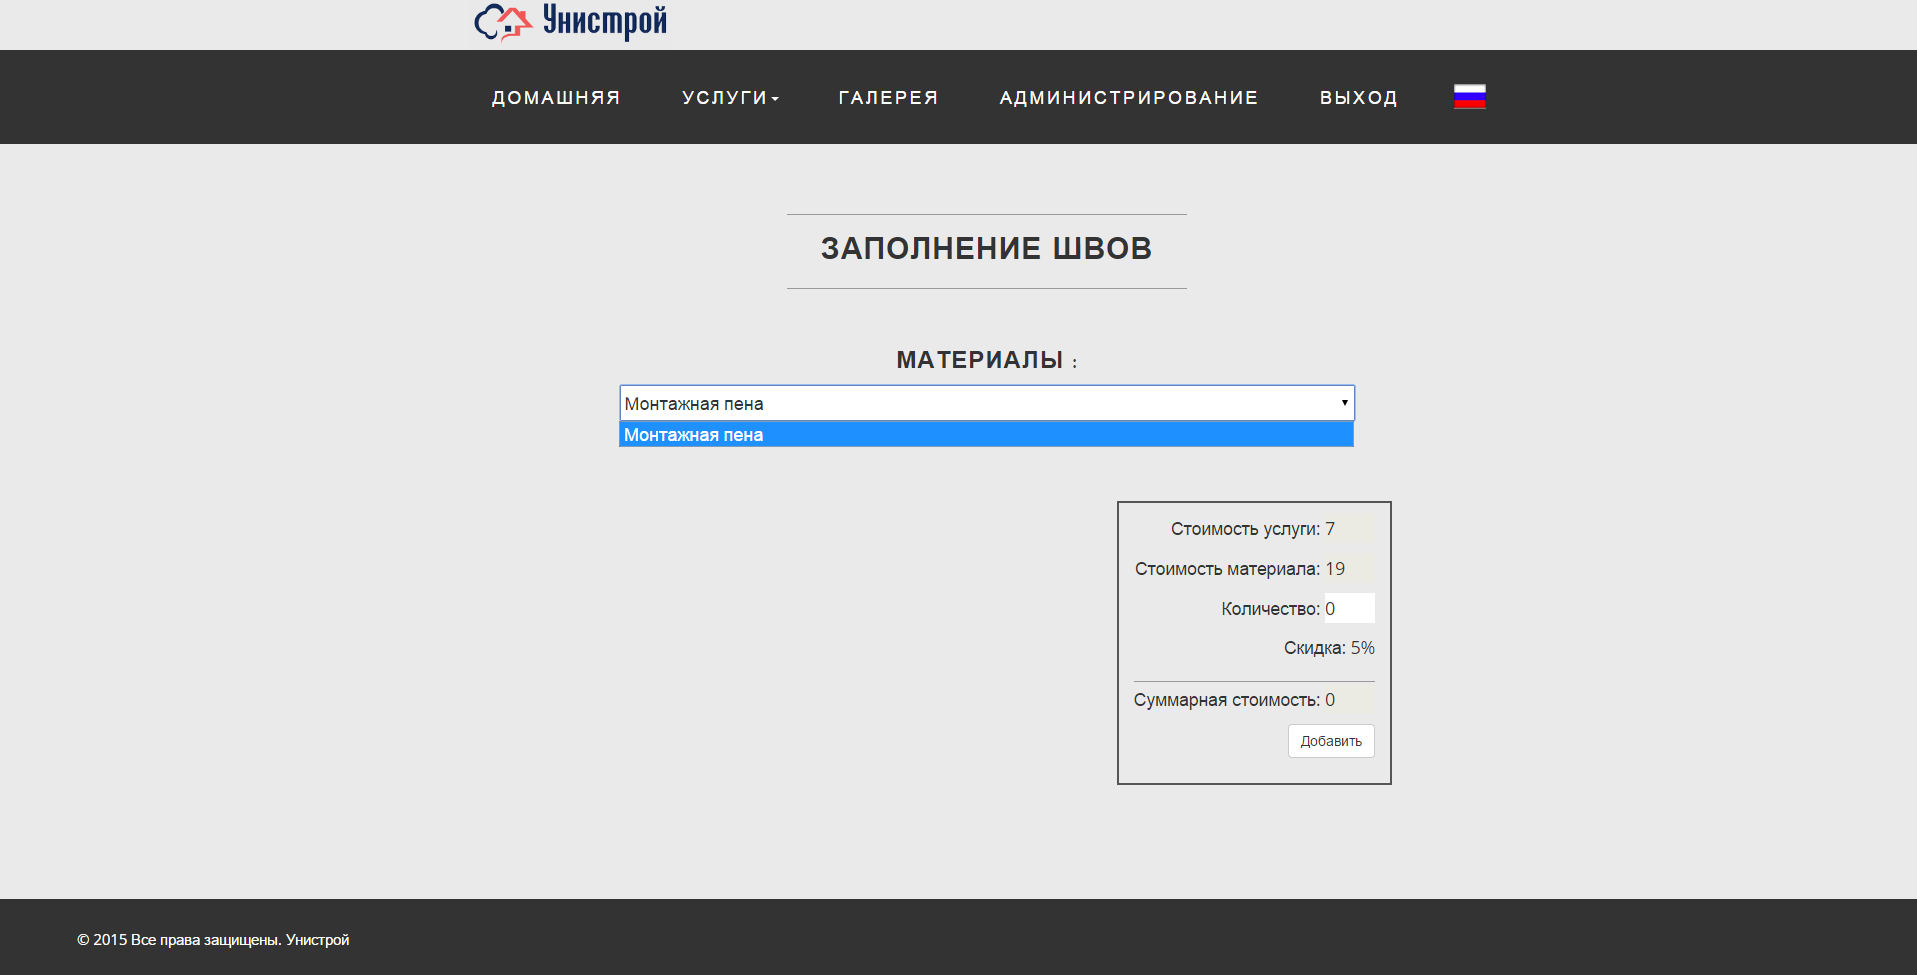 Унистрой
ДОМАШНЯЯ УСЛУГИ ГАЛЕРЕЯ АДМИНИСТРИРОВАНИЕ ВЫХОД
ЗАПОЛНЕНИЕ ШВОВ
МАТЕРИАЛЫ :
Монтажная пена
Монтажная пена
Стоимость услуги: 7
Стоимость материала: 19
Количество: 0
Скидка: 5%
Суммарная стоимость: 0
Добавить
© 2015 Все права защищены. Унистрой